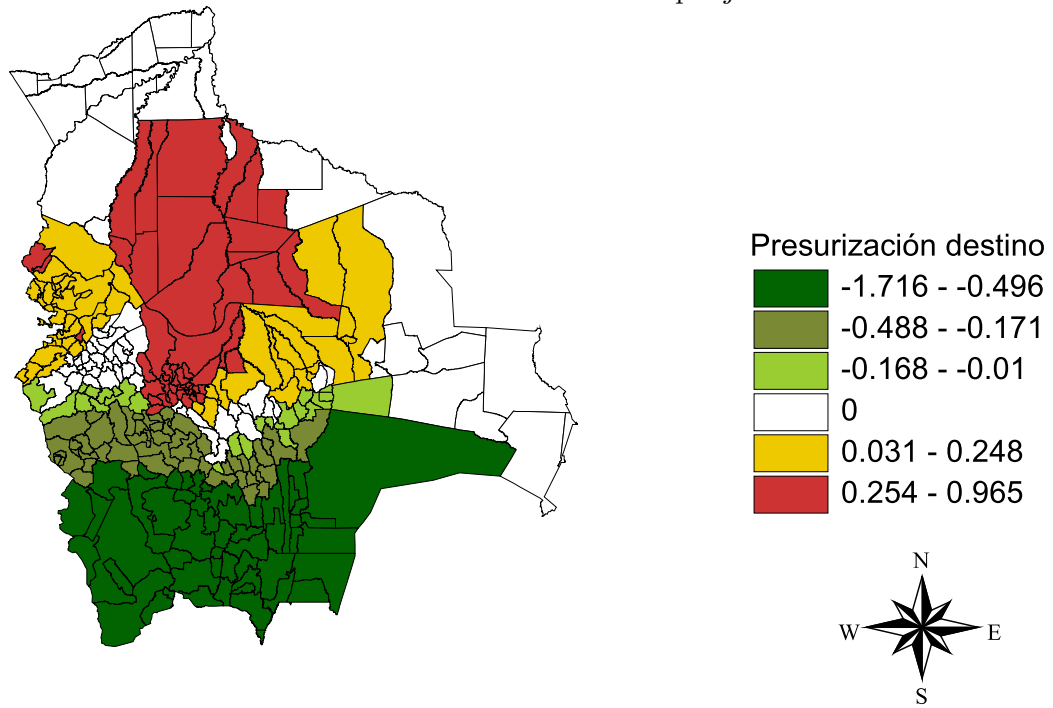 Presurización destino
-1.716 - -0.496
-0.488 - -0.171
-0.168 - -0.01
0
0.031 - 0.248
0.254 - 0.965
N
W E
S